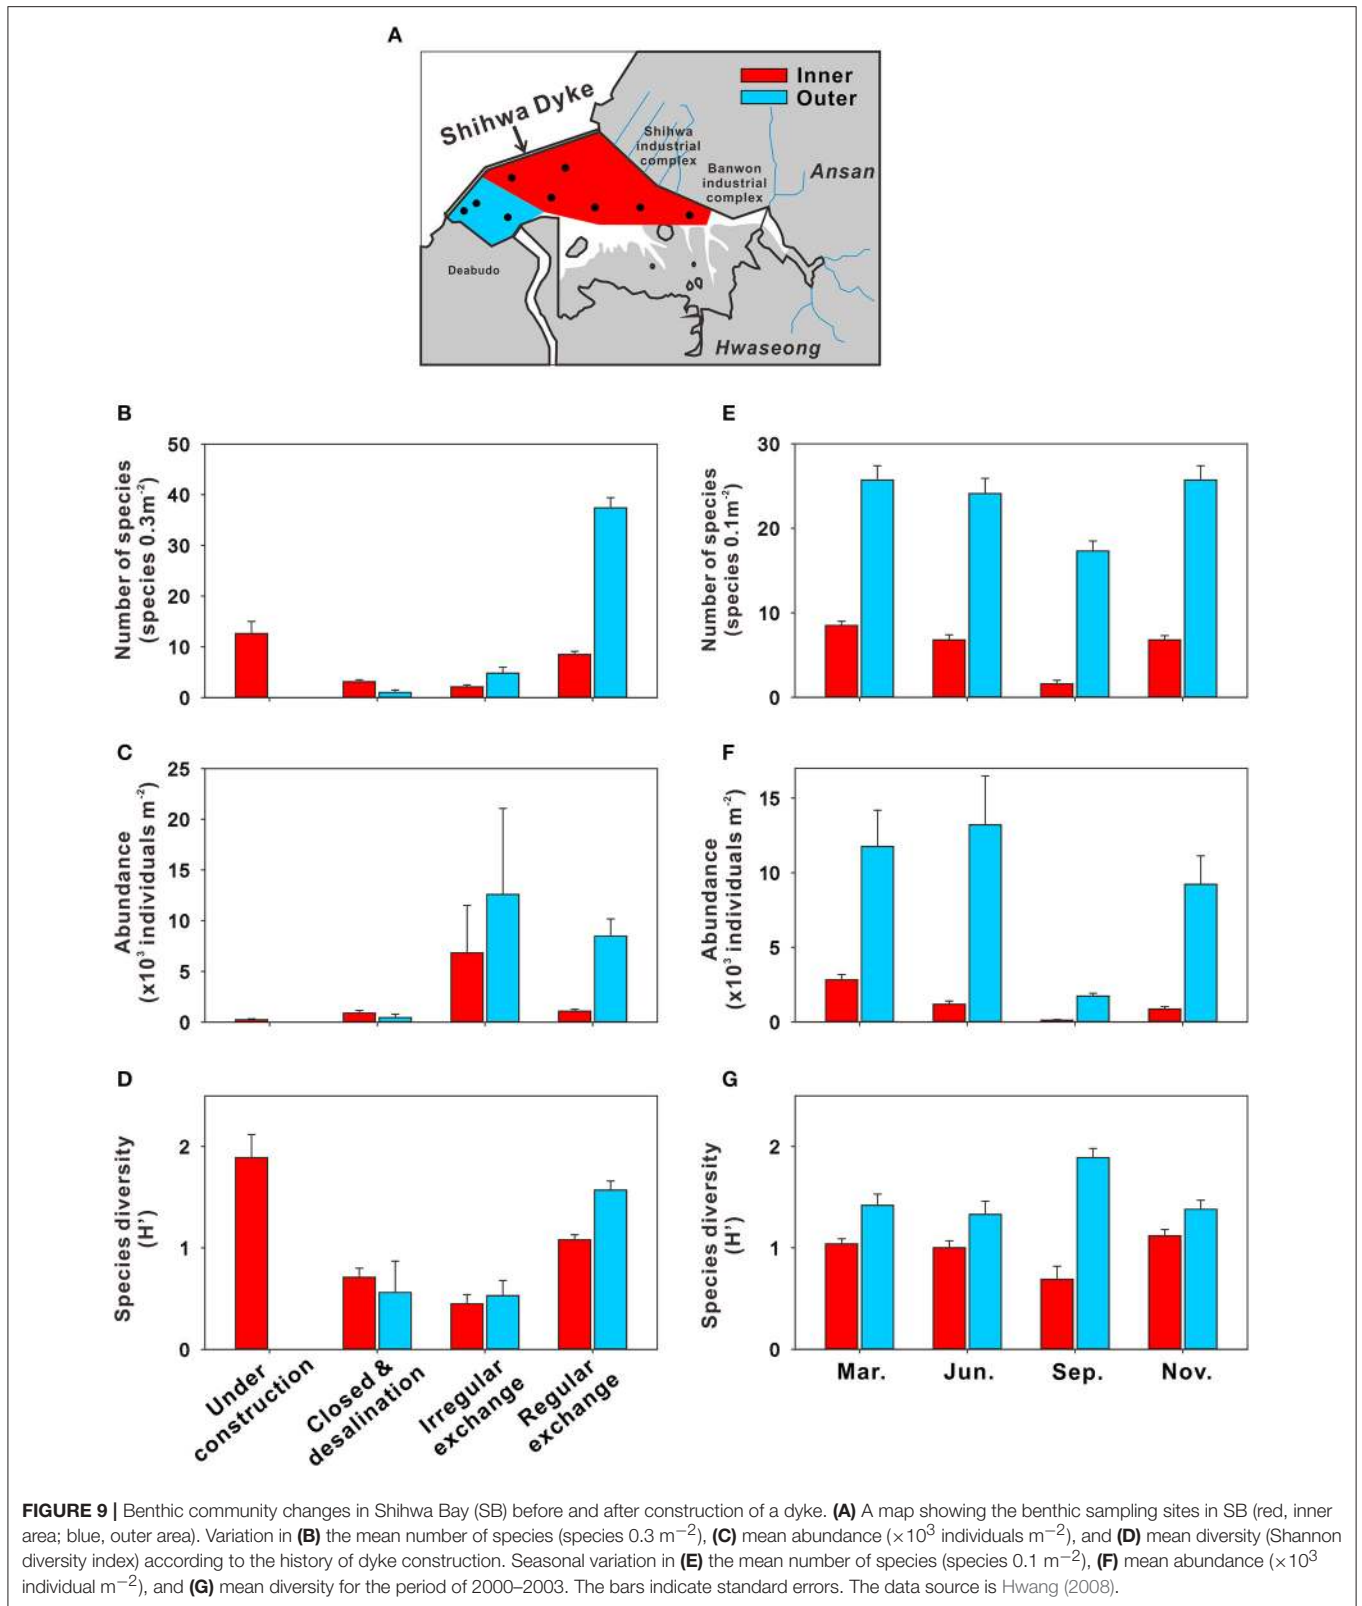 A
Inner
Outer
Shihwa Dyke
Shihwa
industrial
complex
Banwon
industrial
complex
Ansan
Deabudo
Hwaseong
B
Number of species
(species 0.3m⁻²)
50
40
30
20
10
0
E
Number of species
(species 0.1m⁻²)
30
20
10
0
C
Abundance
(x10³ individuals m⁻²)
25
20
15
10
5
0
F
Abundance
(x10³ individuals m⁻²)
15
10
5
0
D
Species diversity
(H')
2
1
0
Under
construction
Closed &
desalination
Irregular
exchange
Regular
exchange
G
Species diversity
(H')
2
1
0
Mar.
Jun.
Sep.
Nov.
FIGURE 9 | Benthic community changes in Shihwa Bay (SB) before and after construction of a dyke. (A) A map showing the benthic sampling sites in SB (red, inner
area; blue, outer area). Variation in (B) the mean number of species (species 0.3 m⁻²), (C) mean abundance (×10³ individuals m⁻²), and (D) mean diversity (Shannon
diversity index) according to the history of dyke construction. Seasonal variation in (E) the mean number of species (species 0.1 m⁻²), (F) mean abundance (×10³
individual m⁻²), and (G) mean diversity for the period of 2000–2003. The bars indicate standard errors. The data source is Hwang (2008).